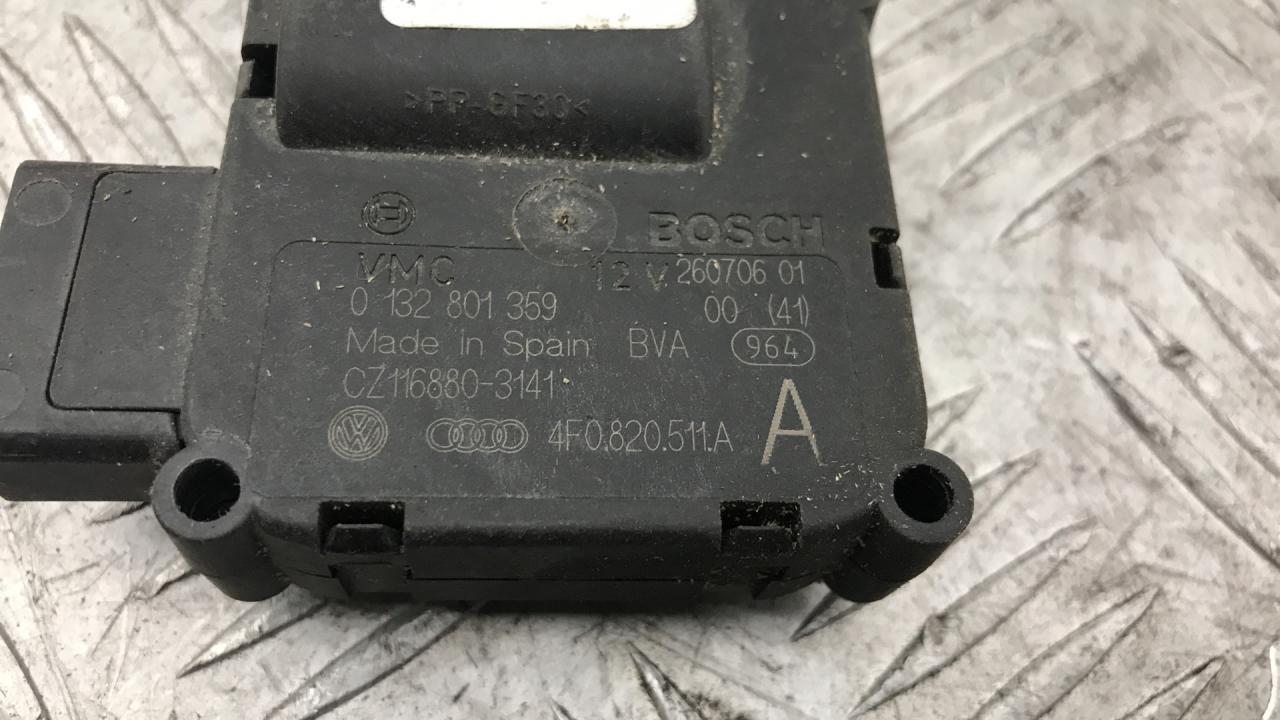 >PP-GF30<
BOSCH
VMC 12 V 260706 01
0 132 801 359 00 (41)
Made in Spain BVA 964
CZ116880-3141
VW 4F0.820.511.A A